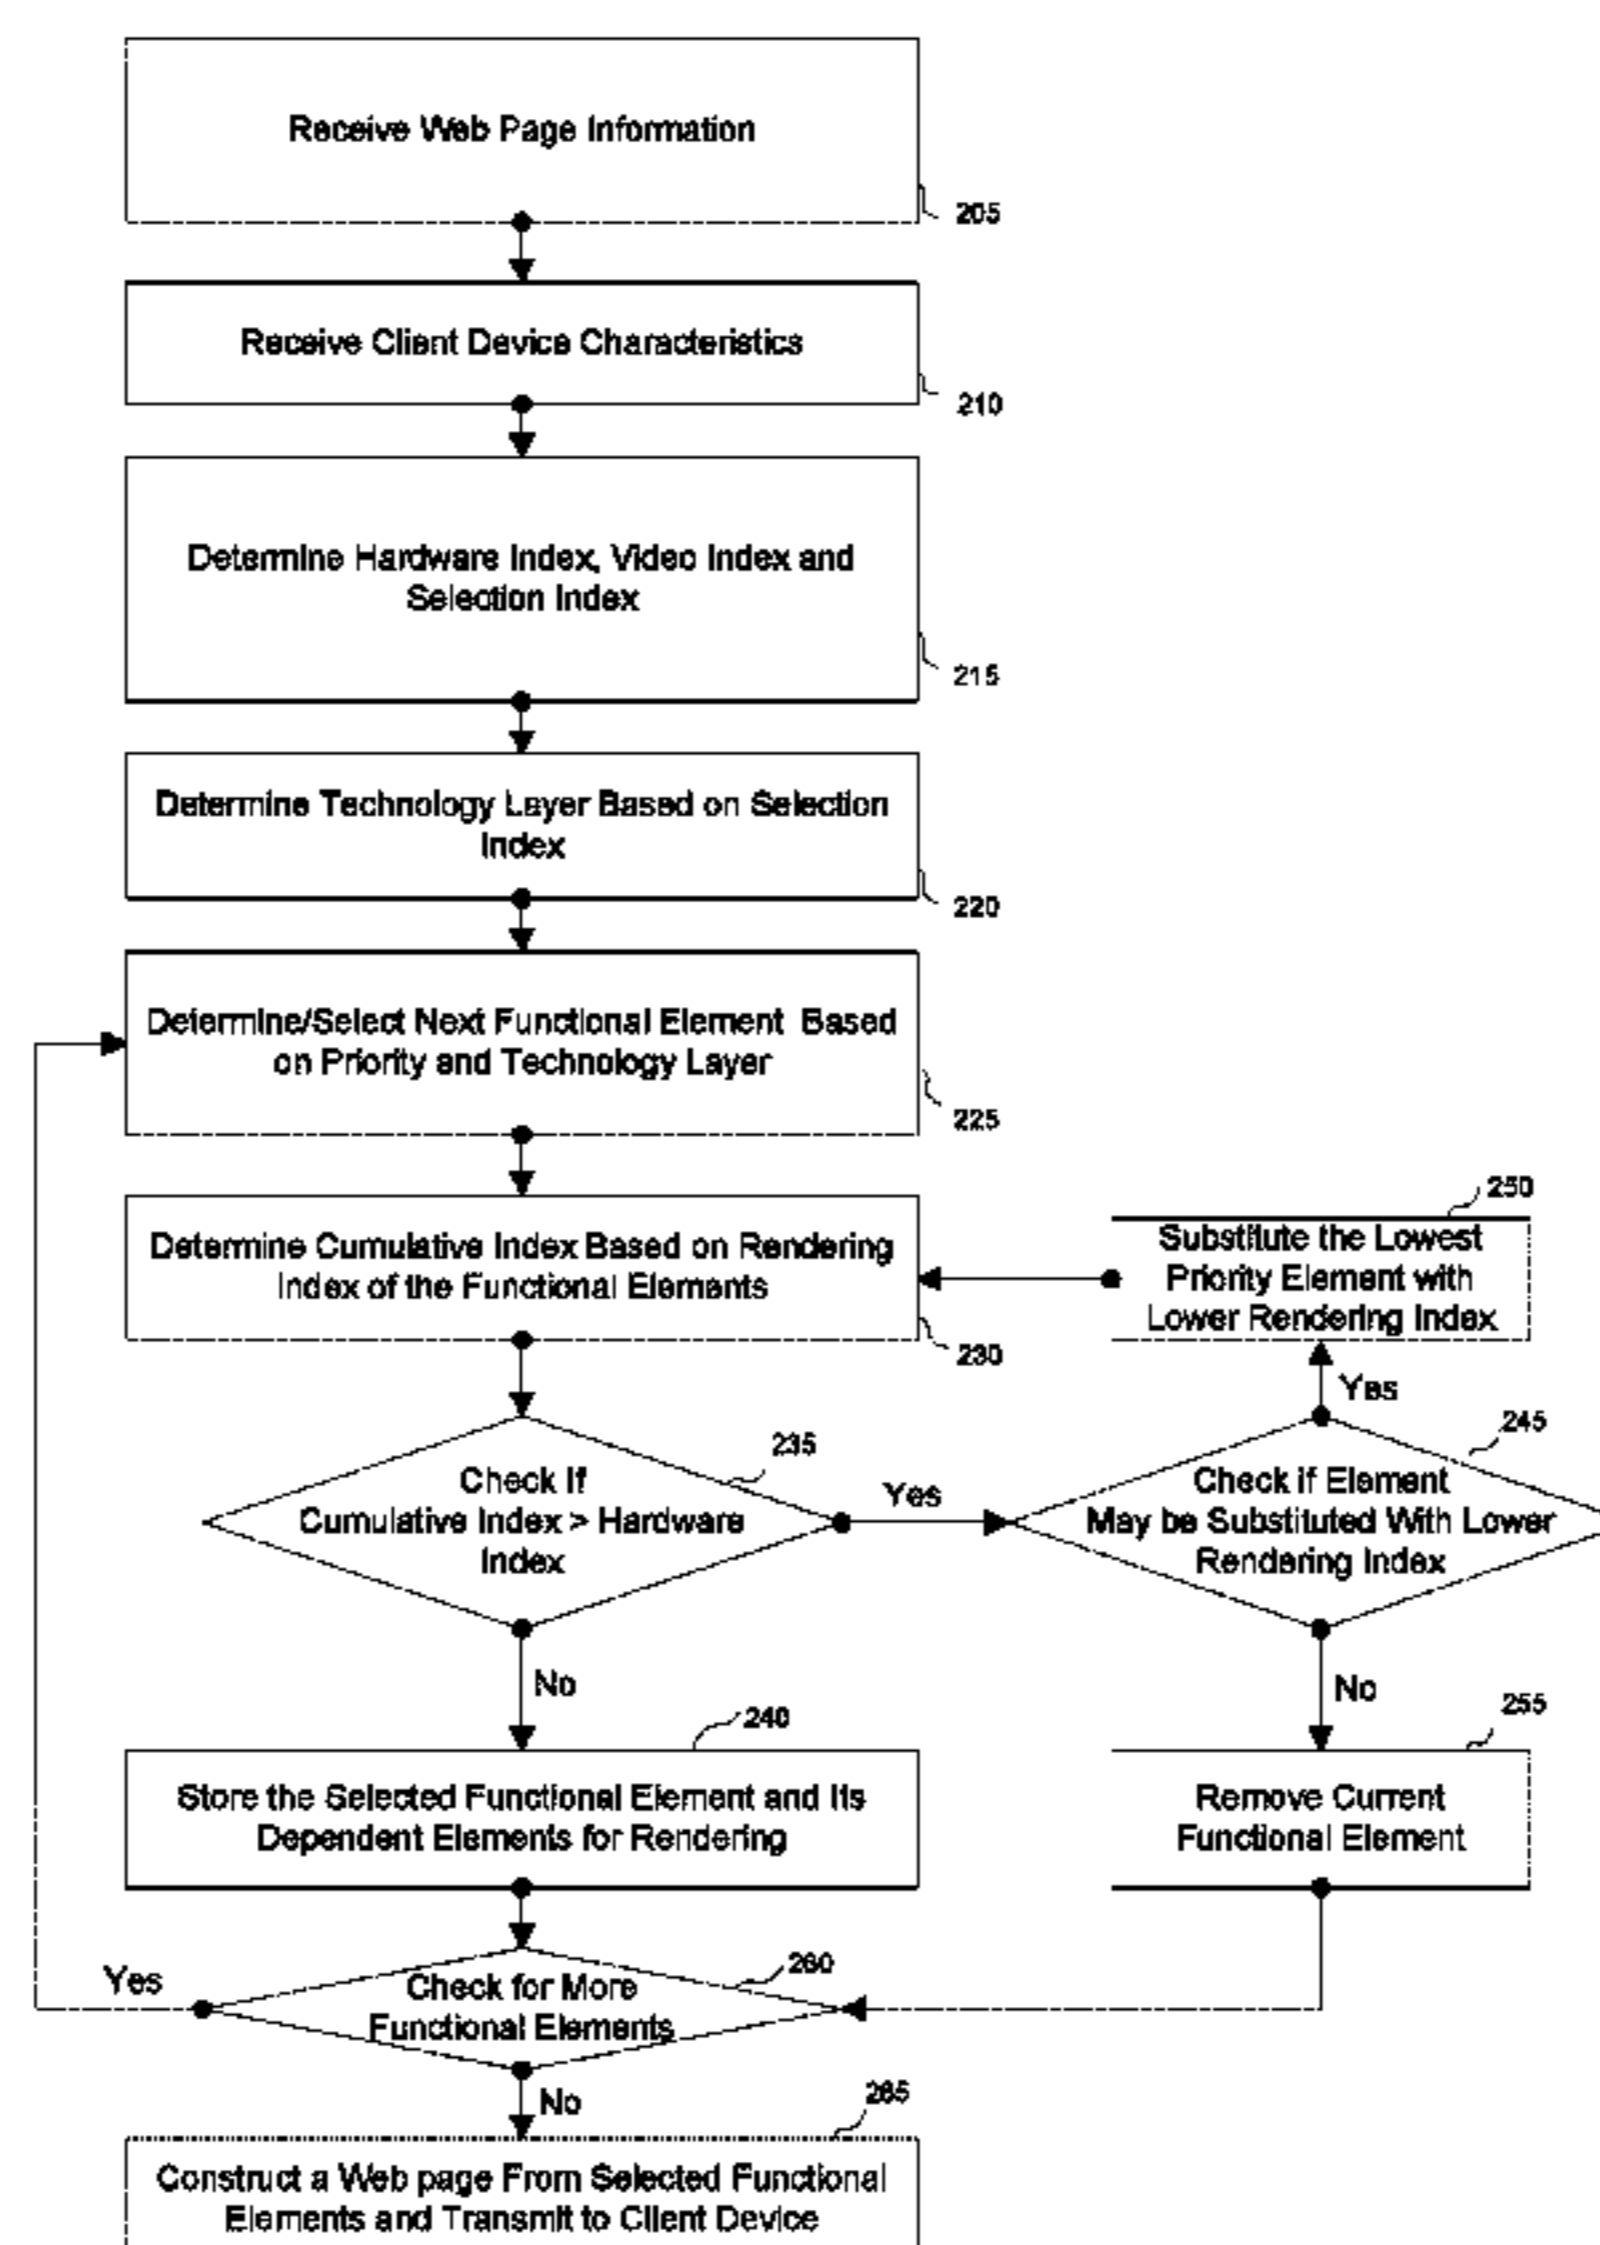 Receive Web Page Information
205
Receive Client Device Characteristics
210
Determine Hardware Index, Video Index and
Selection Index
215
Determine Technology Layer Based on Selection
Index
220
Determine/Select Next Functional Element Based
on Priority and Technology Layer
225
Determine Cumulative Index Based on Rendering
Index of the Functional Elements
230
250
Substitute the Lowest
Priority Element with
Lower Rendering Index
Yes
235
Check if
Cumulative Index > Hardware
Index
Yes
245
Check if Element
May be Substituted With Lower
Rendering Index
No
No
240
Store the Selected Functional Element and Its
Dependent Elements for Rendering
255
Remove Current
Functional Element
Yes
260
Check for More
Functional Elements
No
265
Construct a Web page From Selected Functional
Elements and Transmit to Client Device